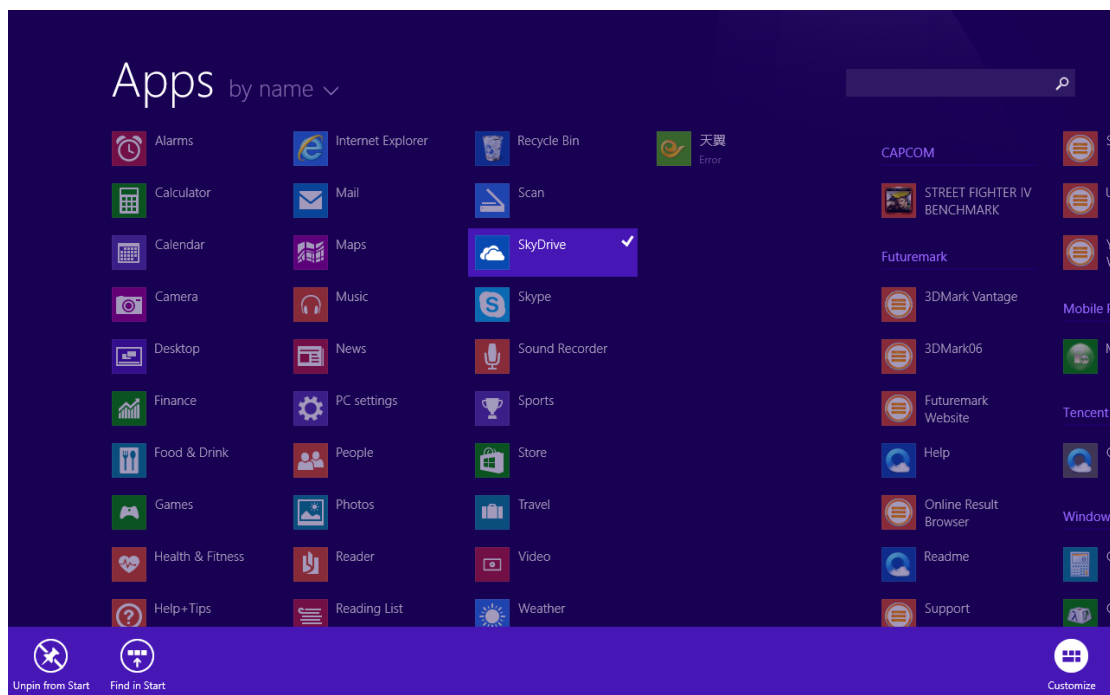 Apps by name
Alarms
Calculator
Calendar
Camera
Desktop
Finance
Food & Drink
Games
Health & Fitness
Help+Tips
Internet Explorer
Mail
Maps
Music
News
PC settings
People
Photos
Reader
Reading List
Recycle Bin
Scan
SkyDrive
Skype
Sound Recorder
Sports
Store
Travel
Video
Weather
天翼
Error
CAPCOM
STREET FIGHTER IV
BENCHMARK
Futuremark
3DMark Vantage
3DMark06
Futuremark
Website
Help
Online Result
Browser
Readme
Support
Mobile
Tencent
Window
Unpin from Start
Find in Start
Customize